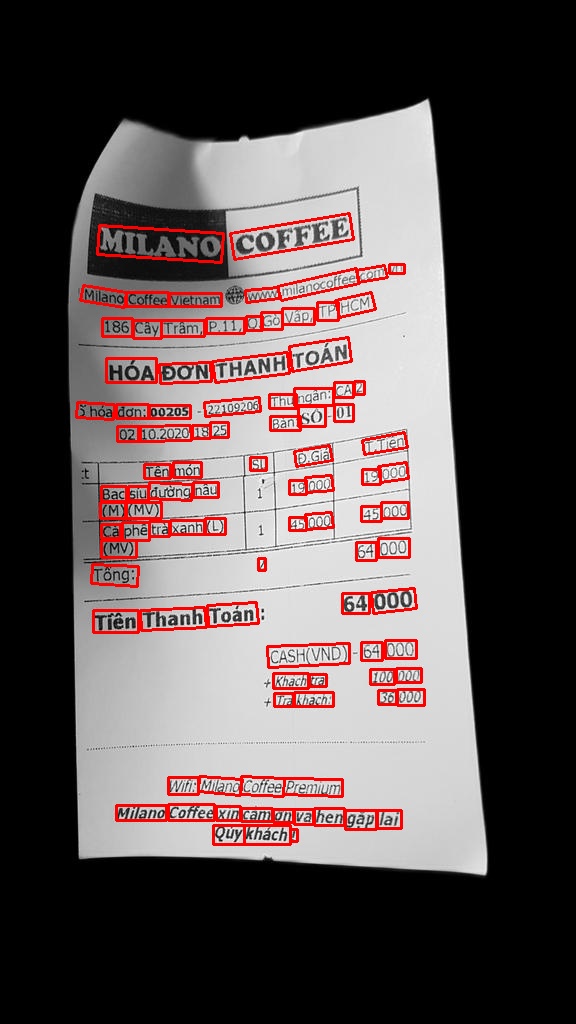 MILANO COFFEE
Milano Coffee Vietnam www.milanocoffee.com.vn
186 Cây Trâm, P.11, Q.Gò Vấp, TP HCM
HÓA ĐƠN THANH TOÁN
Số hóa đơn: 00205 - 22109206 Thu ngân: CA 2
02.10.2020 18:25 Bàn: SỐ - 01
Tên món SL Đ.Giá T.Tiền
Bạc sỉu đường nâu 1 19,000 19,000
(M) (MV)
Cà phê trà xanh (L) 1 45,000 45,000
(MV)
64,000
Tổng:
Tiền Thanh Toán: 64,000
CASH(VND) - 64,000
+ Khách trả 100,000
+ Trả khách: 36,000
Wifi: Milano Coffee Premium
Milano Coffee xin cảm ơn và hẹn gặp lại
Qúy khách!